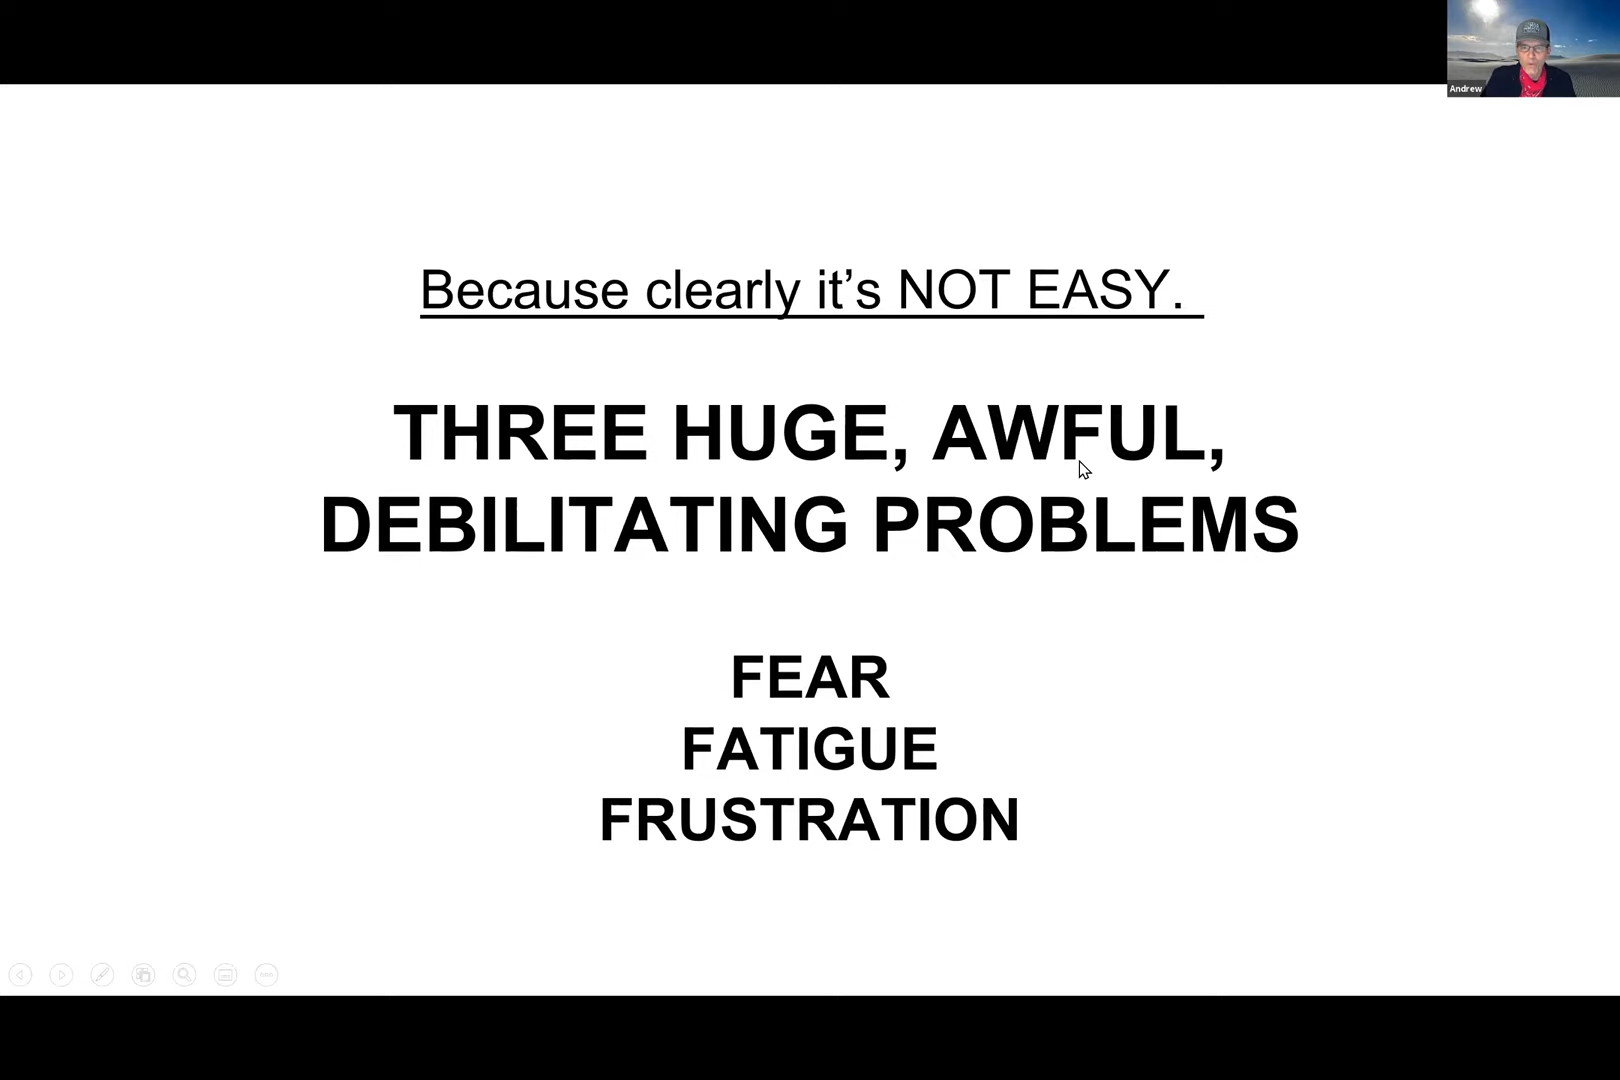 Andrew
Because clearly it’s NOT EASY.
THREE HUGE, AWFUL,
DEBILITATING PROBLEMS
FEAR
FATIGUE
FRUSTRATION